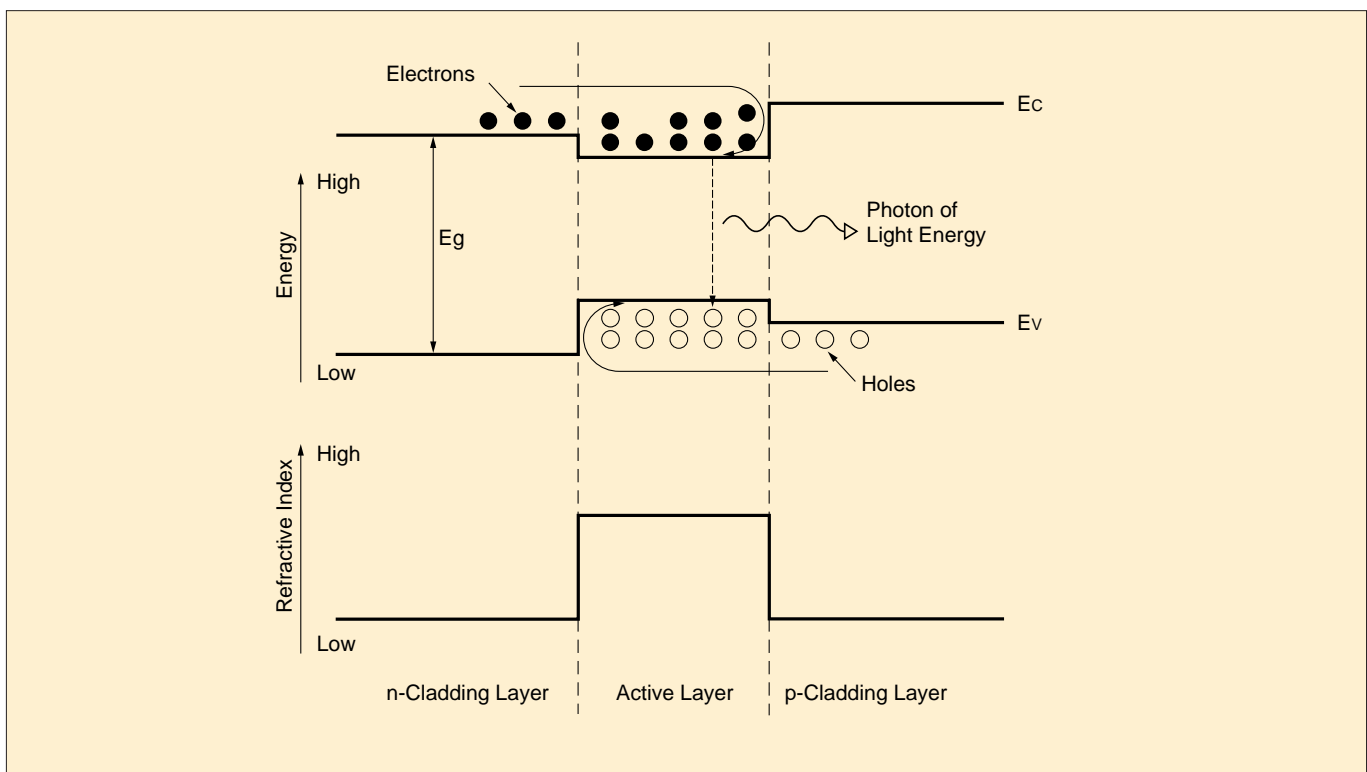 Electrons
EC
High
Photon of
Light Energy
Eg
Energy
EV
Low
Holes
High
Refractive Index
Low
n-Cladding Layer
Active Layer
p-Cladding Layer